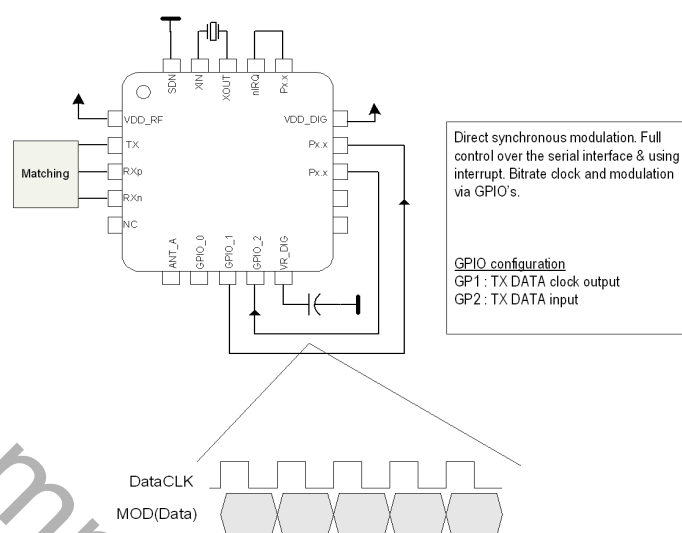 SDN
XIN
XOUT
nIRQ
Px.x
VDD_RF
TX
RXp
RXn
NC
VDD_DIG
Px.x
Px.x
Matching
ANT_A
GPIO_0
GPIO_1
GPIO_2
VR_DIG
Direct synchronous modulation. Full
control over the serial interface & using
interrupt. Bitrate clock and modulation
via GPIO's.
GPIO configuration
GP1 : TX DATA clock output
GP2 : TX DATA input
DataCLK
MOD(Data)